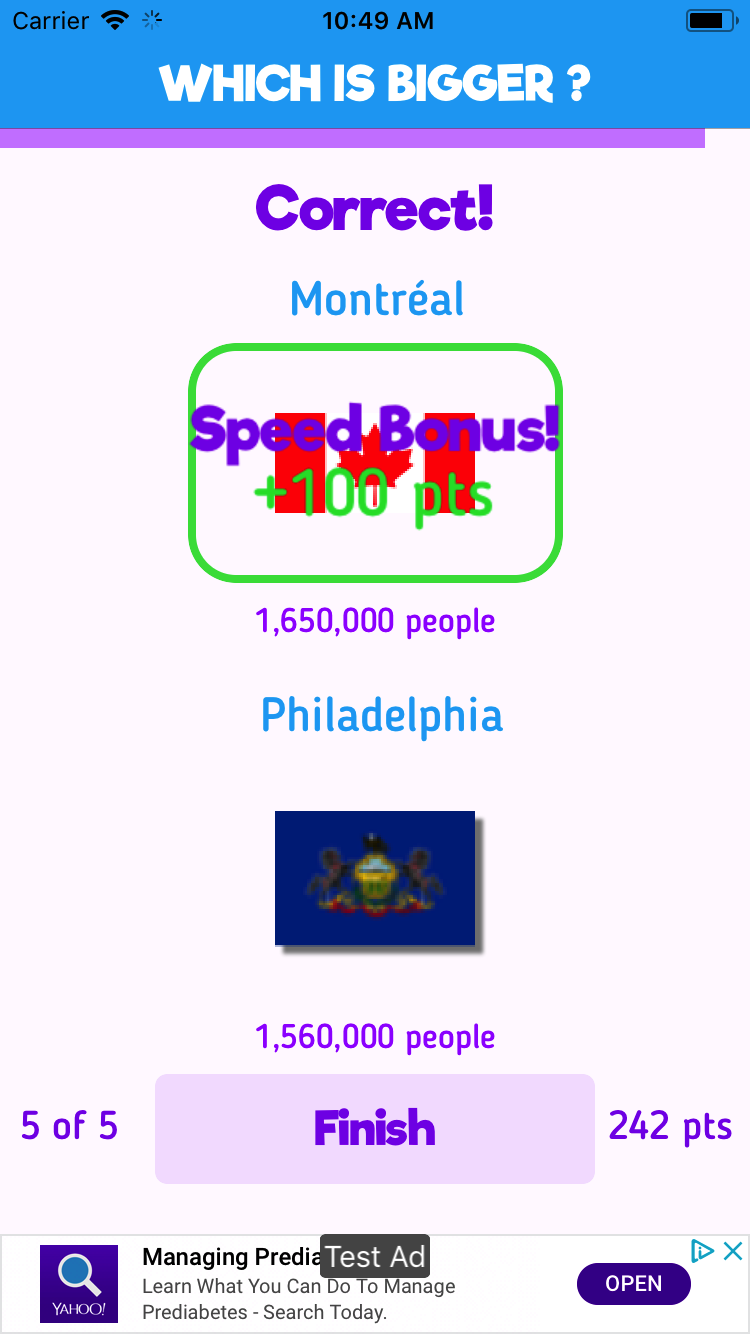 Carrier 10:49 AM
WHICH IS BIGGER ?
Correct!
Montréal
Speed Bonus!
+100 pts
1,650,000 people
Philadelphia
1,560,000 people
5 of 5 Finish 242 pts
Managing Predia Test Ad
Learn What You Can Do To Manage
Prediabetes - Search Today.
YAHOO!
OPEN